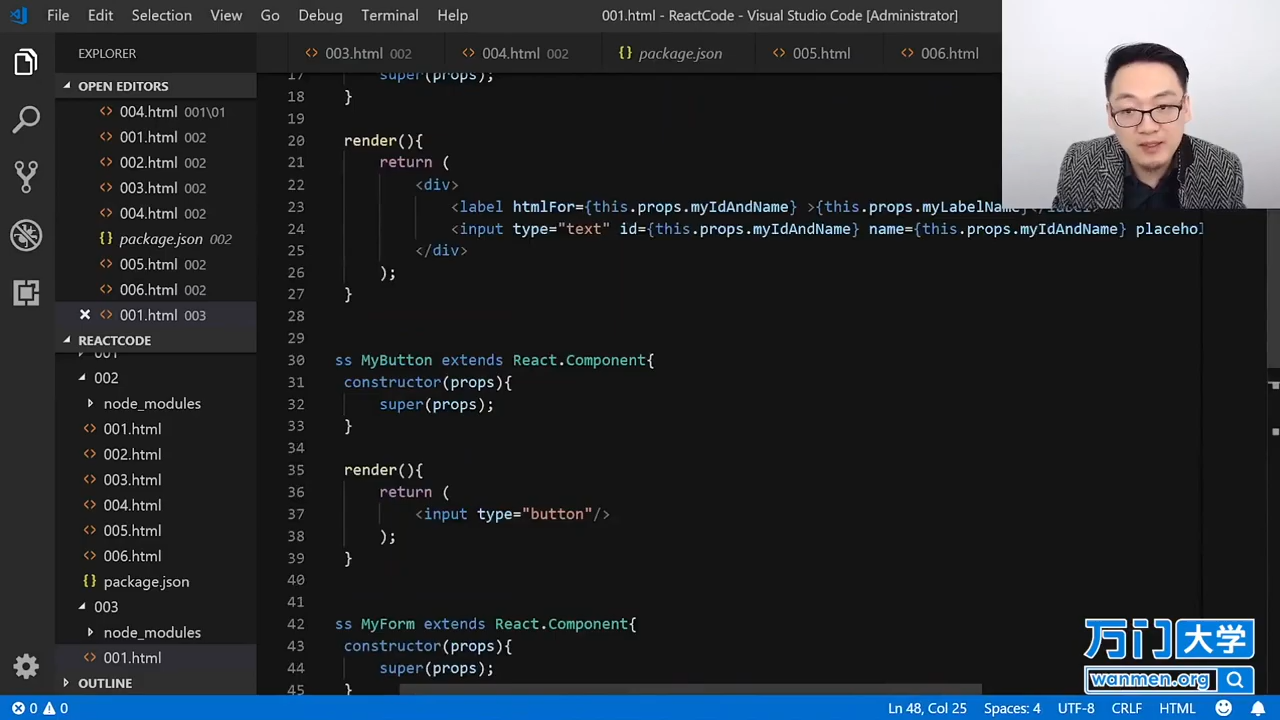 File Edit Selection View Go Debug Terminal Help
001.html - ReactCode - Visual Studio Code [Administrator]
EXPLORER
003.html 002
004.html 002
package.json
005.html
006.html
OPEN EDITORS
004.html 001\01
001.html 002
002.html 002
003.html 002
004.html 002
package.json 002
005.html 002
006.html 002
001.html 003
REACTCODE
001
002
node_modules
001.html
002.html
003.html
004.html
005.html
006.html
package.json
003
node_modules
001.html
OUTLINE
17 super(props);
18 }
19
20 render(){
21 return (
22 <div>
23 <label htmlFor={this.props.myIdAndName} >{this.props.myLabelName}</label>
24 <input type="text" id={this.props.myIdAndName} name={this.props.myIdAndName} placehol
25 </div>
26 );
27 }
28
29
30 ss MyButton extends React.Component{
31 constructor(props){
32 super(props);
33 }
34
35 render(){
36 return (
37 <input type="button"/>
38 );
39 }
40
41
42 ss MyForm extends React.Component{
43 constructor(props){
44 super(props);
45 }
万门大学
wanmen.org
0 0
Ln 48, Col 25 Spaces: 4 UTF-8 CRLF HTML